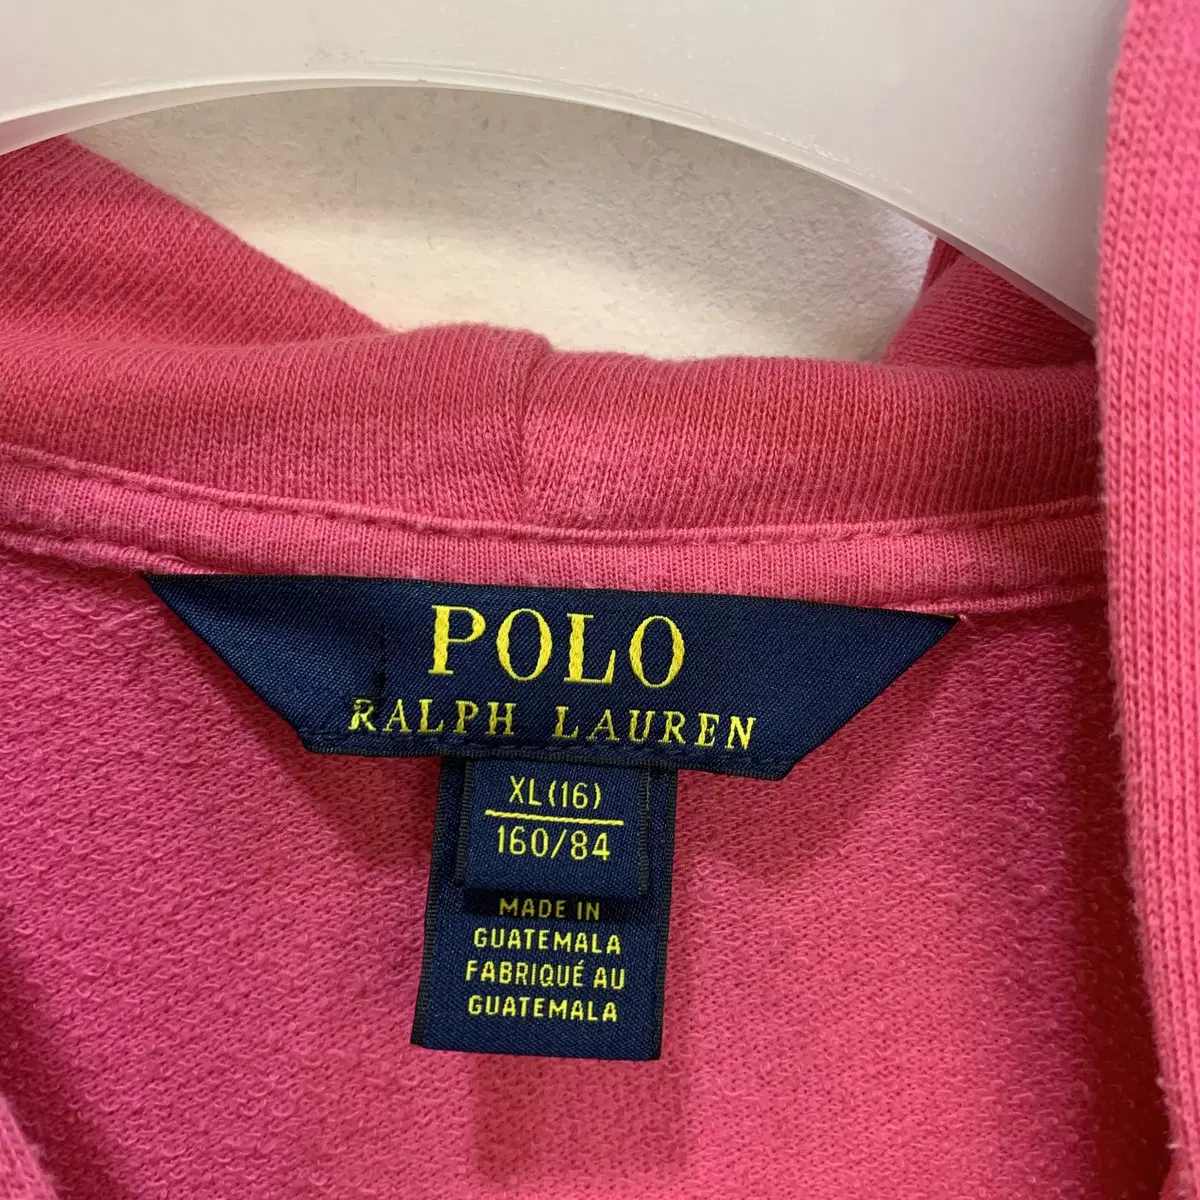 POLO
RALPH LAUREN
XL(16)
160/84
MADE IN
GUATEMALA
FABRIQUÉ AU
GUATEMALA